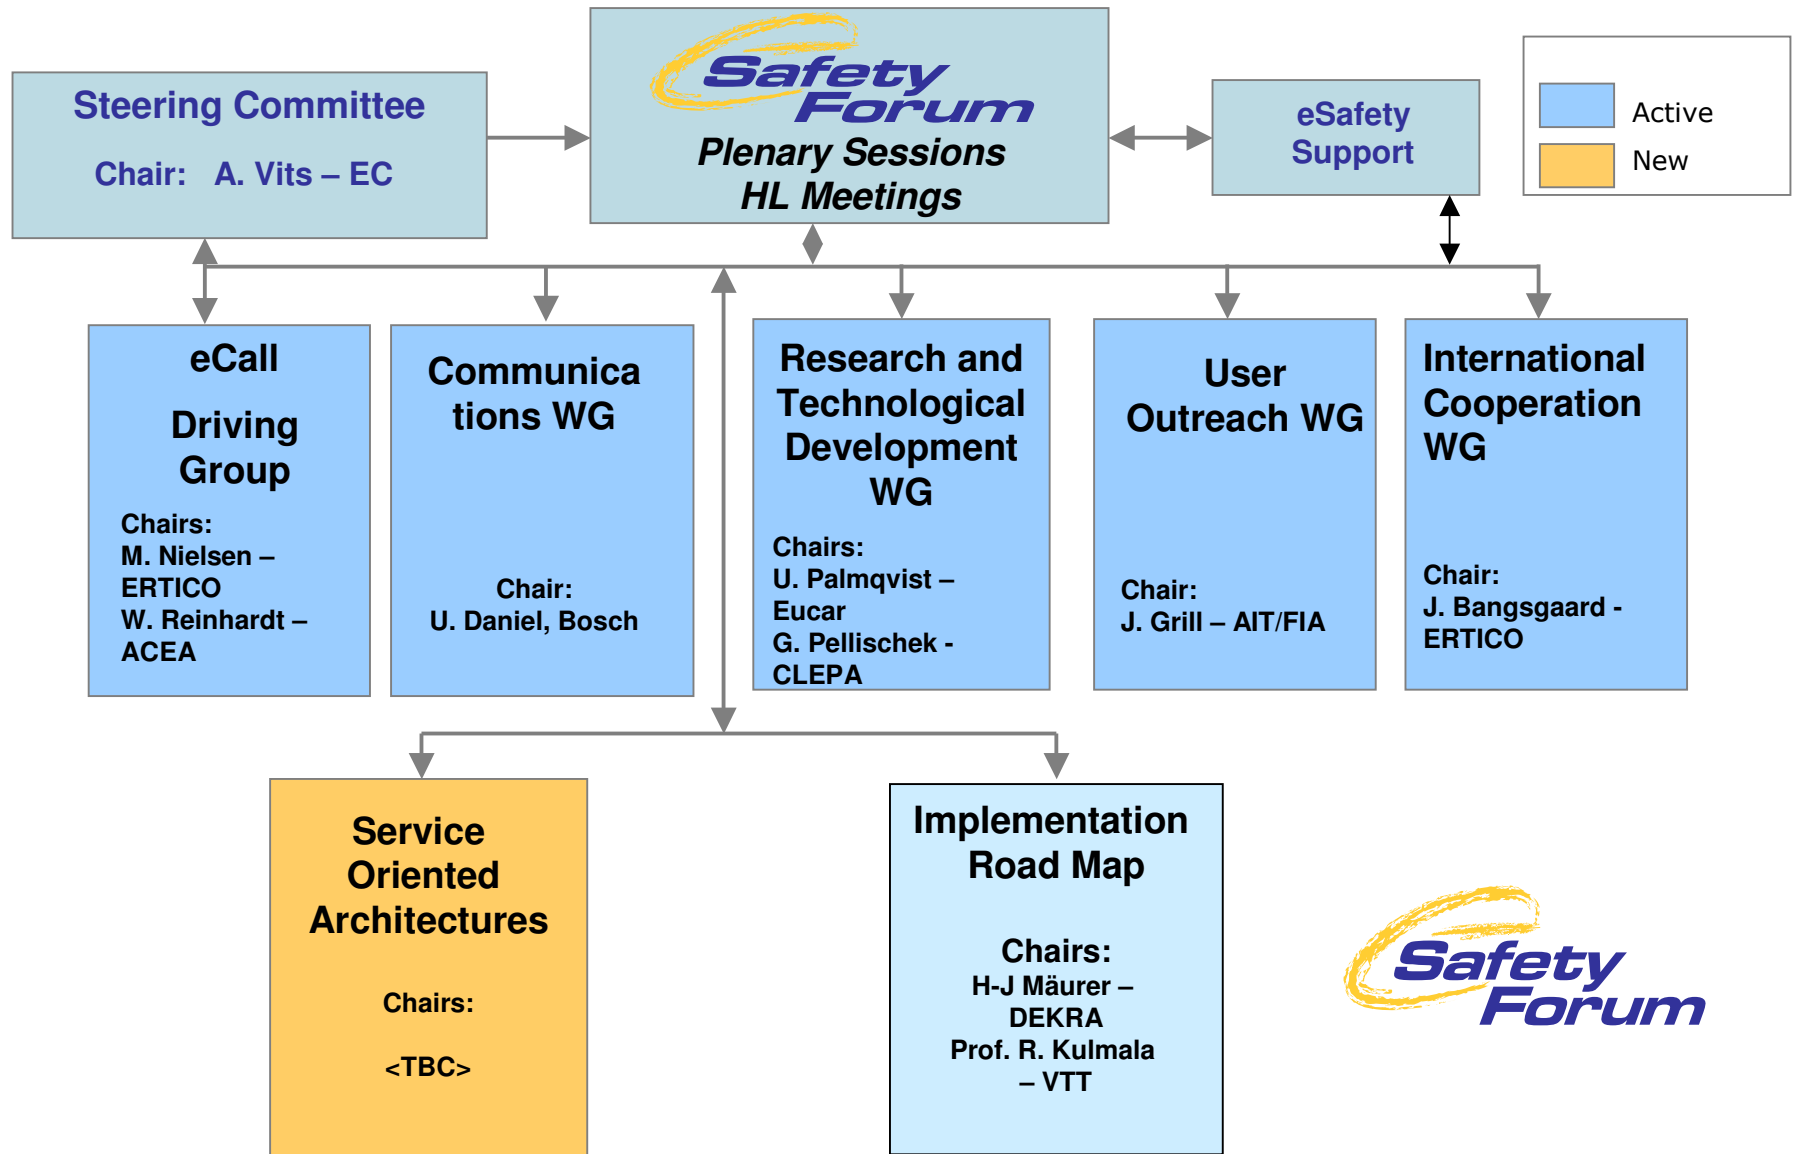 Safety
Forum
Plenary Sessions
HL Meetings
Steering Committee
Chair: A. Vits – EC
eSafety
Support
Active
New
eCall
Driving
Group
Chairs:
M. Nielsen –
ERTICO
W. Reinhardt –
ACEA
Communica
tions WG
Chair:
U. Daniel, Bosch
Research and
Technological
Development
WG
Chairs:
U. Palmqvist –
Eucar
G. Pellischek -
CLEPA
User
Outreach WG
Chair:
J. Grill – AIT/FIA
International
Cooperation
WG
Chair:
J. Bangsgaard -
ERTICO
Service
Oriented
Architectures
Chairs:
<TBC>
Implementation
Road Map
Chairs:
H-J Mäurer –
DEKRA
Prof. R. Kulmala
– VTT
Safety
Forum